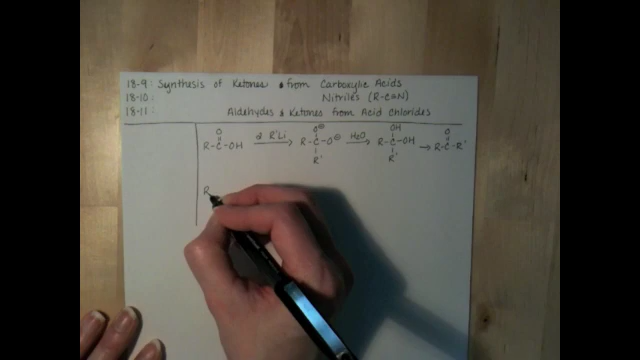 18-9: Synthesis of Ketones from Carboxylic Acids
18-10: Nitriles (R-C≡N)
18-11: Aldehydes & Ketones from Acid Chlorides
O O⊖ OH O
R-C-OH 2 R'Li R-C-O⊖ H₂O R-C-OH → R-C-R'
R' R'
R